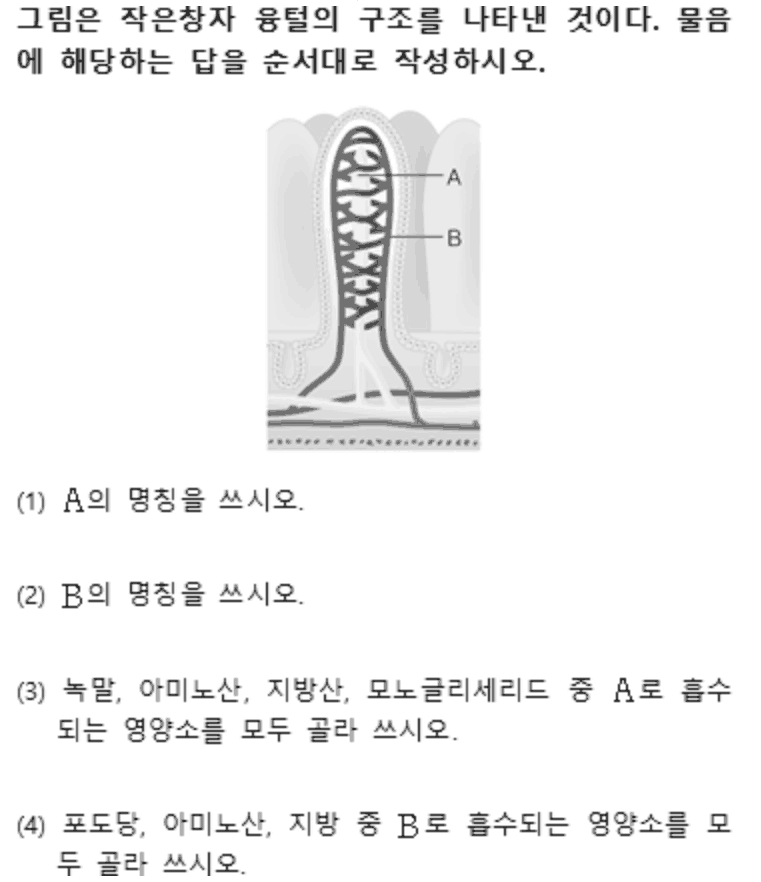 그림은 작은창자 융털의 구조를 나타낸 것이다. 물음
에 해당하는 답을 순서대로 작성하시오.
A
B
(1) A의 명칭을 쓰시오.
(2) B의 명칭을 쓰시오.
(3) 녹말, 아미노산, 지방산, 모노글리세리드 중 A로 흡수
되는 영양소를 모두 골라 쓰시오.
(4) 포도당, 아미노산, 지방 중 B로 흡수되는 영양소를 모
두 골라 쓰시오.